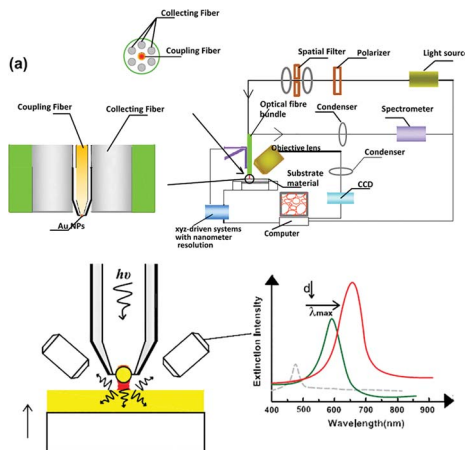 Collecting Fiber
Coupling Fiber
(a)
Coupling Fiber
Collecting Fiber
Au NPs
Spatial Filter
Polarizer
Light source
Optical fibre
bundle
Condenser
Spectrometer
Objective lens
Condenser
Substrate
material
CCD
xyz-driven systems
with nanometer
resolution
Computer
hυ
Extinction Intensity
d↓
λmax
400 500 600 700 800 900
Wavelength(nm)